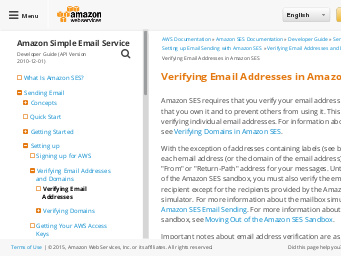 Menu
amazon
web services
English
Amazon Simple Email Service
Developer Guide (API Version
2010-12-01)
What Is Amazon SES?
Sending Email
Concepts
Quick Start
Getting Started
Setting up
Signing up for AWS
Verifying Email Addresses
and Domains
Verifying Email
Addresses
Verifying Domains
Getting Your AWS Access
Keys
AWS Documentation » Amazon SES Documentation » Developer Guide »
Setting up Email Sending with Amazon SES » Verifying Email Addresses and
Verifying Email Addresses in Amazon SES
Verifying Email Addresses in
Amazon SES requires that you verify your email address
that you own it and to prevent others from using it. This
verifying individual email addresses. For information
see Verifying Domains in Amazon SES.
With the exception of addresses containing labels (see
each email address (or the domain of the email address)
"From" or "Return-Path" address for your messages.
of the Amazon SES sandbox, you must also verify the
recipient except for the recipients provided by the
simulator. For more information about the mailbox
Amazon SES Email Sending. For more information about
sandbox, see Moving Out of the Amazon SES Sandbox.
Important notes about email address verification are as
Terms of Use | © 2015, Amazon Web Services, Inc. or its affiliates. All rights reserved.
Did this page help